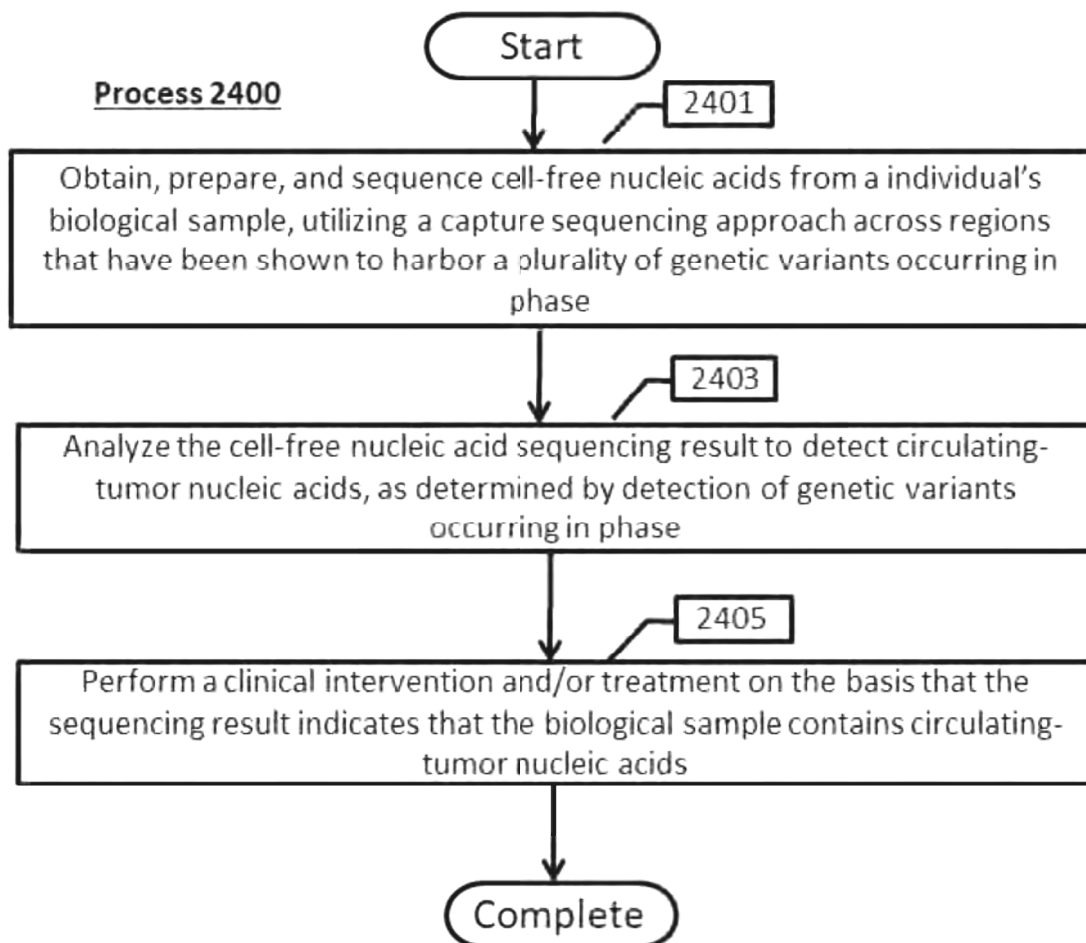 Start
Process 2400
2401
Obtain, prepare, and sequence cell-free nucleic acids from a individual's
biological sample, utilizing a capture sequencing approach across regions
that have been shown to harbor a plurality of genetic variants occurring in
phase
2403
Analyze the cell-free nucleic acid sequencing result to detect circulating-
tumor nucleic acids, as determined by detection of genetic variants
occurring in phase
2405
Perform a clinical intervention and/or treatment on the basis that the
sequencing result indicates that the biological sample contains circulating-
tumor nucleic acids
Complete